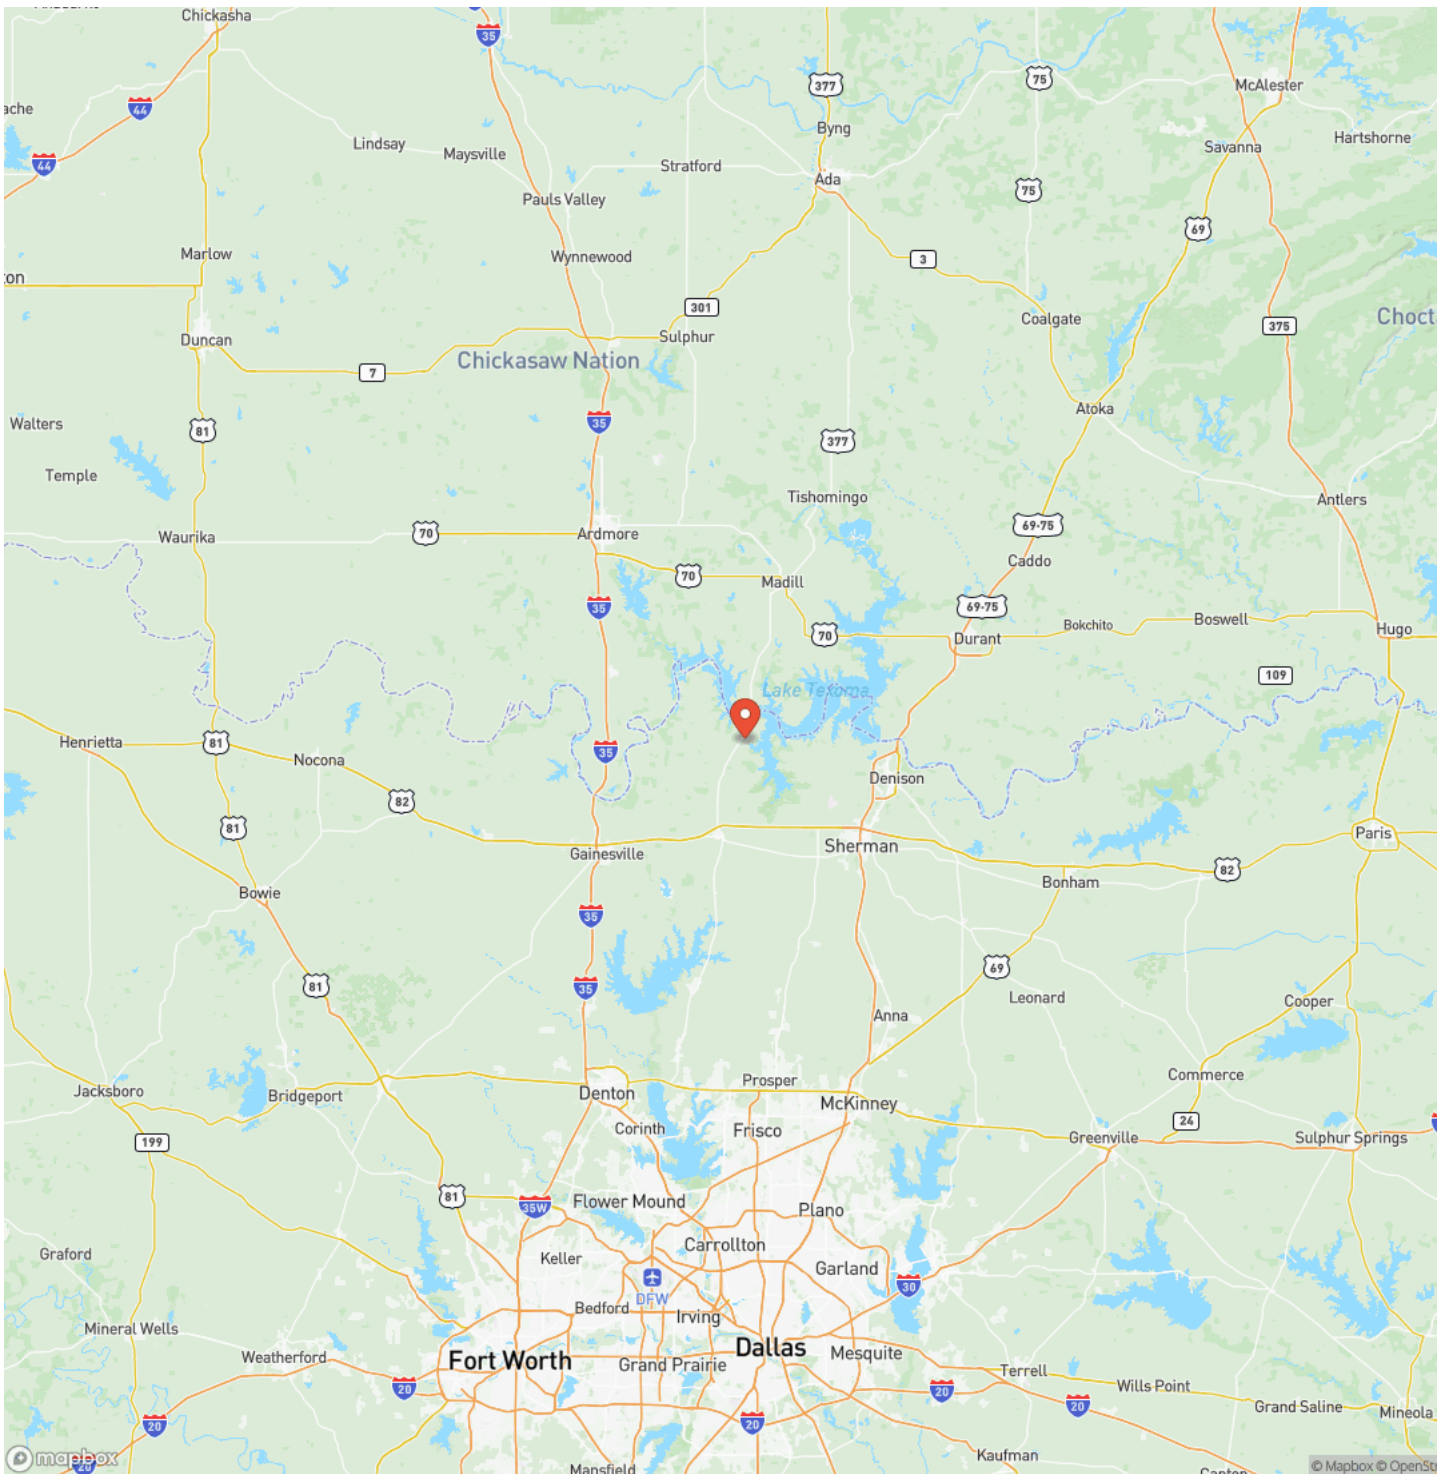 Chickasha
35
377
75
McAlester
ache
44
Lindsay
Byng
Hartshorne
Maysville
Savanna
44
Stratford
Ada
75
Pauls Valley
69
Marlow
Wynnewood
3
ton
301
Coalgate
Choct
375
Duncan
Sulphur
Chickasaw Nation
7
Atoka
Walters
81
35
377
Temple
Tishomingo
Antlers
69-75
Waurika
70
Ardmore
Caddo
70
Madill
35
69-75
Boswell
Bokchito
Hugo
70
Durant
109
Lake Texoma
Henrietta
81
35
Nocona
Denison
82
81
Paris
Gainesville
Sherman
82
Bowie
Bonham
35
69
81
35
Leonard
Cooper
Anna
Prosper
Commerce
Jacksboro
Bridgeport
Denton
McKinney
24
199
Corinth
Frisco
Greenville
Sulphur Springs
81
35W
Flower Mound
Plano
Graford
Keller
Carrollton
Garland
DFW
30
Bedford
Irving
Mineral Wells
Dallas
Weatherford
Fort Worth
Grand Prairie
Mesquite
Terrell
20
20
Wills Point
20
20
20
Grand Saline
Mineola
mapbox
20
Kaufman
Mansfield
Canton
© Mapbox © OpenStr